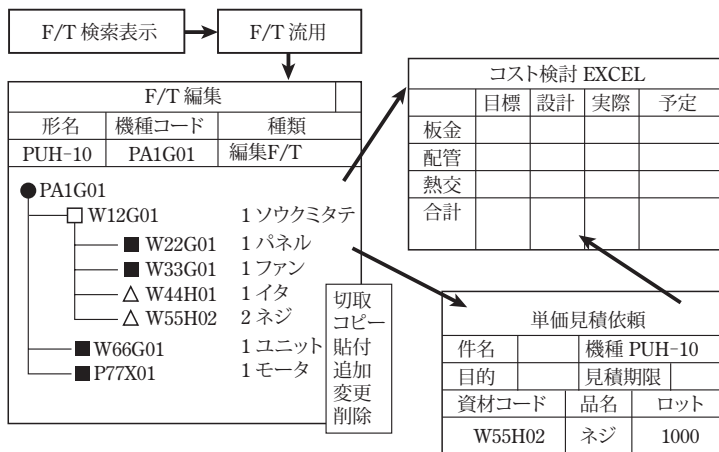 F/T 検索表示
F/T 流用
F/T 編集
形名 機種コード 種類
PUH-10 PA1G01 編集F/T
PA1G01
W12G01 1 ソウクミタテ
W22G01 1 パネル
W33G01 1 ファン
W44H01 1 イタ
W55H02 2 ネジ
W66G01 1 ユニット
P77X01 1 モータ
切取
コピー
貼付
追加
変更
削除
コスト検討 EXCEL
目標 設計 実際 予定
板金
配管
熱交
合計
単価見積依頼
件名 機種 PUH-10
目的 見積期限
資材コード 品名 ロット
W55H02 ネジ 1000